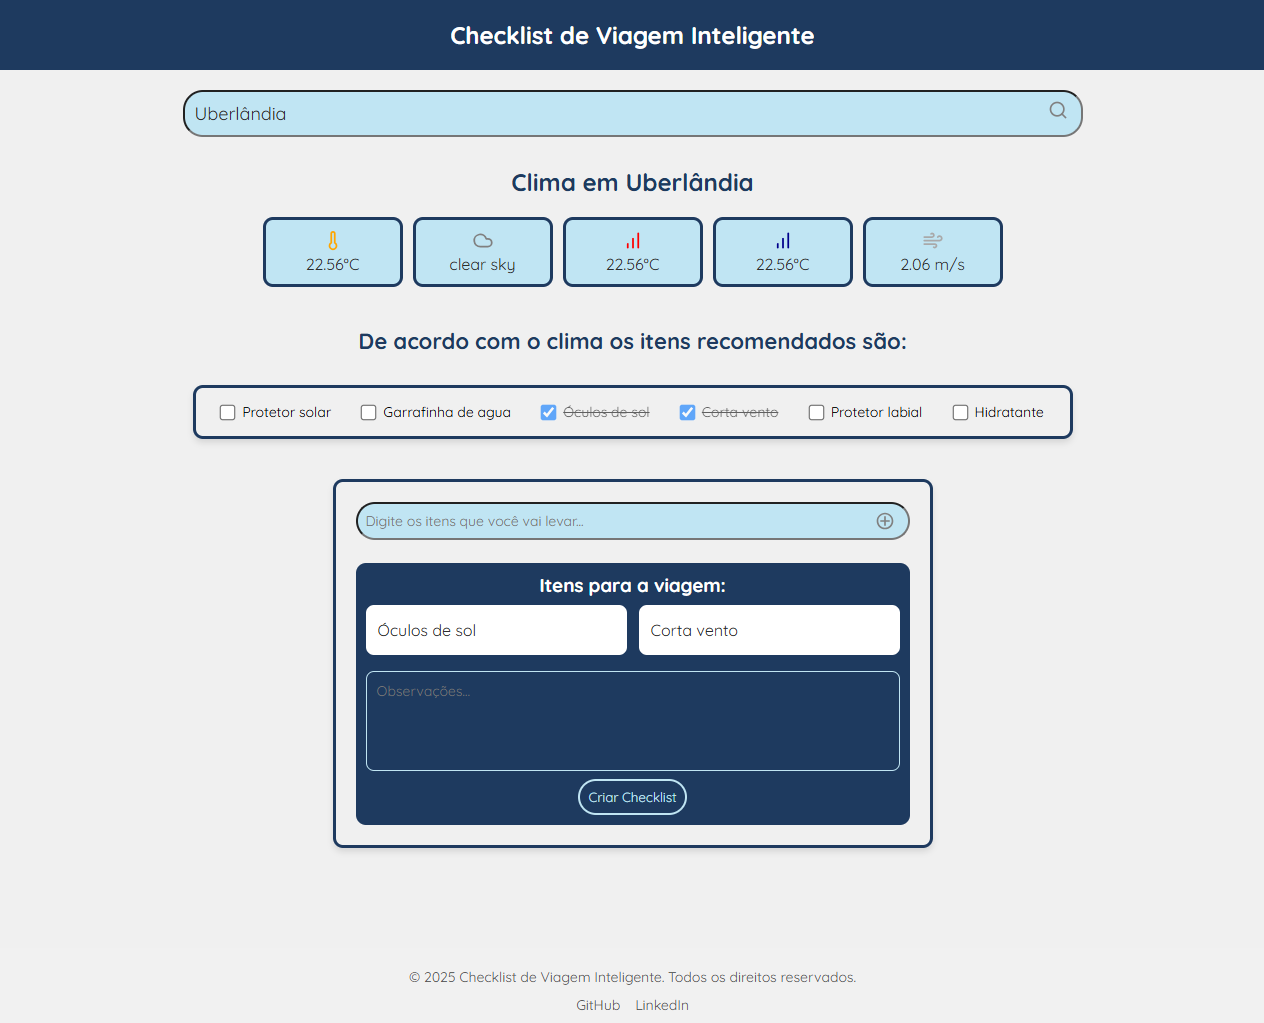 Checklist de Viagem Inteligente
Uberlândia
Clima em Uberlândia
22.56°C clear sky 22.56°C 22.56°C 2.06 m/s
De acordo com o clima os itens recomendados são:
Protetor solar Garrafinha de agua Óculos de sol Corta vento Protetor labial Hidratante
Digite os itens que você vai levar...
Itens para a viagem:
Óculos de sol Corta vento
Observações...
Criar Checklist
© 2025 Checklist de Viagem Inteligente. Todos os direitos reservados.
GitHub LinkedIn